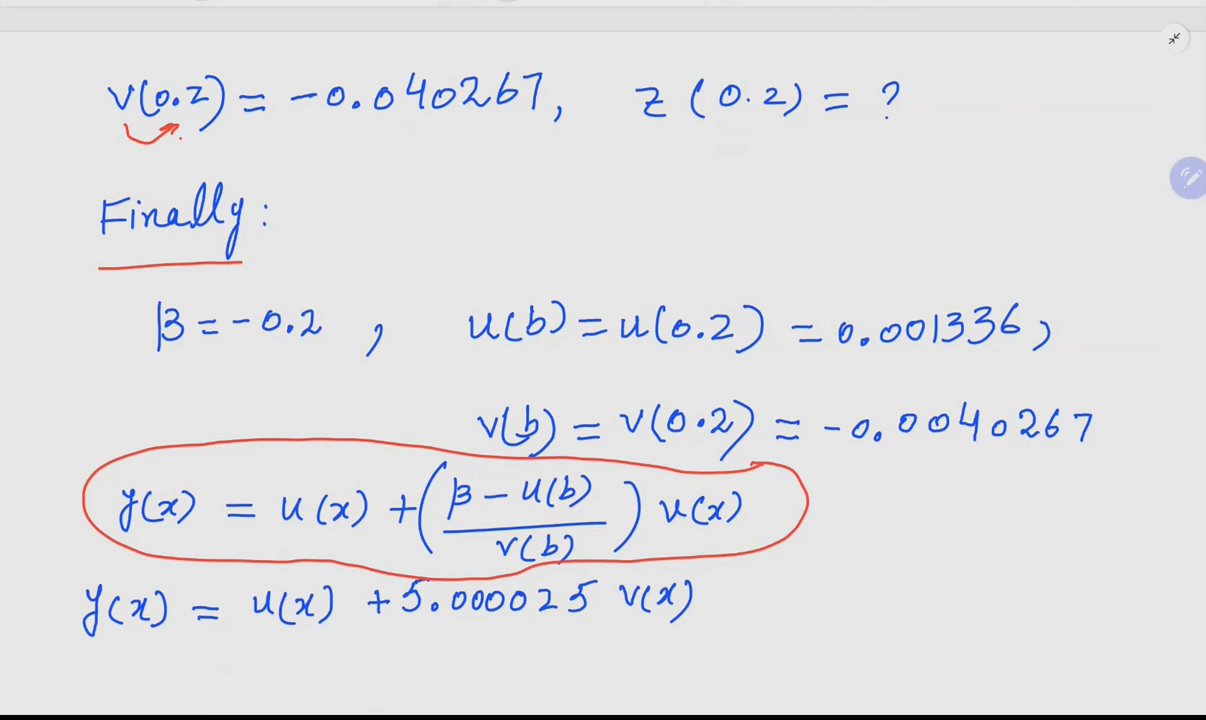 v(0.2) = -0.040267, z(0.2) = ?
Finally:
β = -0.2, u(b) = u(0.2) = 0.001336,
v(b) = v(0.2) = -0.0040267
y(x) = u(x) + ((β - u(b))/v(b)) v(x)
y(x) = u(x) + 5.000025 v(x)